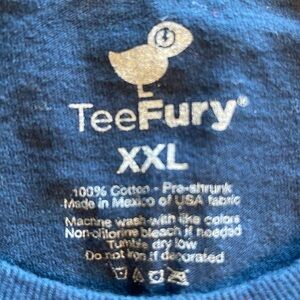 TeeFury®
XXL
100% Cotton - Pre-shrunk
Made in Mexico of USA fabric
Machine wash with like colors
Non-chlorine bleach if needed
Tumble dry low
Do not iron if decorated